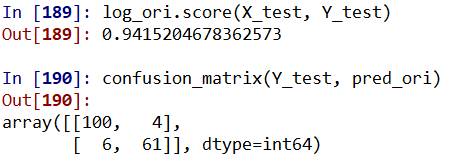 In [189]: log_ori.score(X_test, Y_test)
Out[189]: 0.9415204678362573
In [190]: confusion_matrix(Y_test, pred_ori)
Out[190]:
array([[100,   4],
       [  6,  61]], dtype=int64)